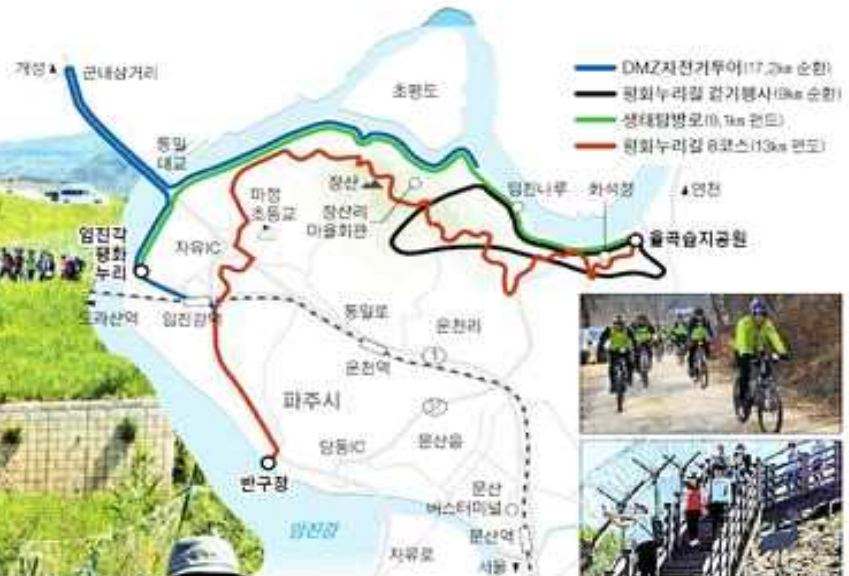 개성
군내삼거리
초평도
DMZ자전거투어(17.2km 순환)
평화누리길 걷기행사(9km 순환)
생태탐방로(9.1km 편도)
평화누리길 8코스(13km 편도)
통일
대교
임진각
평화
누리
마정
초등교
장산
장산리
마을회관
임진나루
화석정
연천
율곡습지공원
자유IC
도라산역
임진강역
통일로
운천리
운천역
1
37
파주시
당동IC
문산읍
반구정
임진강
문산
버스터미널
문산역
자유로
서울